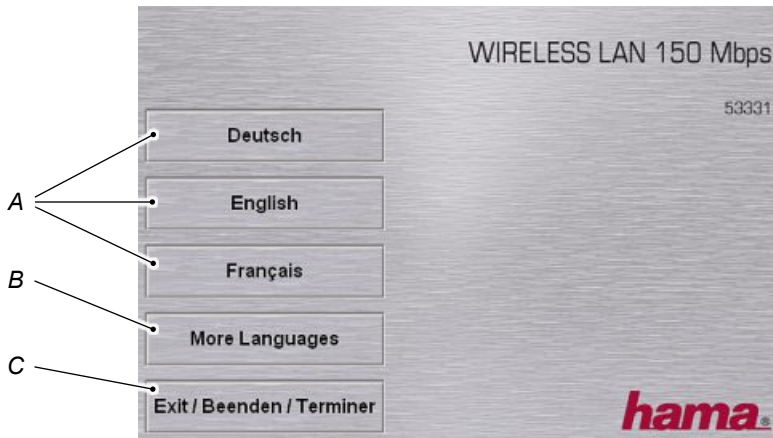 WIRELESS LAN 150 Mbps
53331
A
Deutsch
English
Français
B
More Languages
C
Exit / Beenden / Terminer
hama®